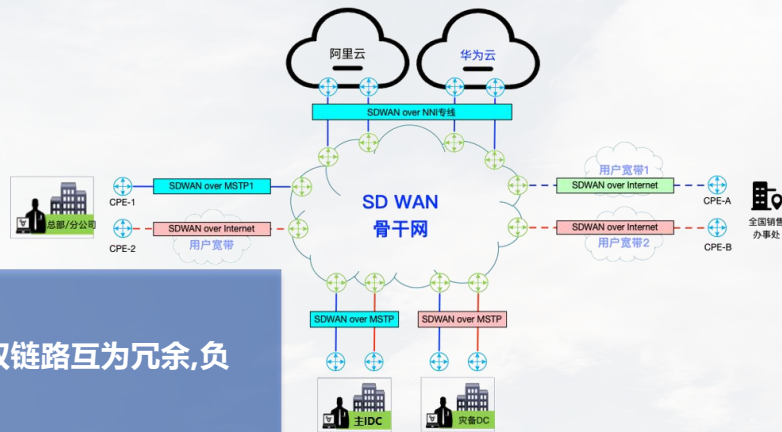 阿里云
华为云
SDWAN over NNI专线
SD WAN
骨干网
SDWAN over MSTP1
CPE-1
总部/分公司
SDWAN over Internet
CPE-2
用户宽带
用户宽带1
SDWAN over Internet
CPE-A
SDWAN over Internet
用户宽带2
CPE-B
全国销售
办事处
SDWAN over MSTP
SDWAN over MSTP
链路互为冗余,负
主IDC
灾备DC